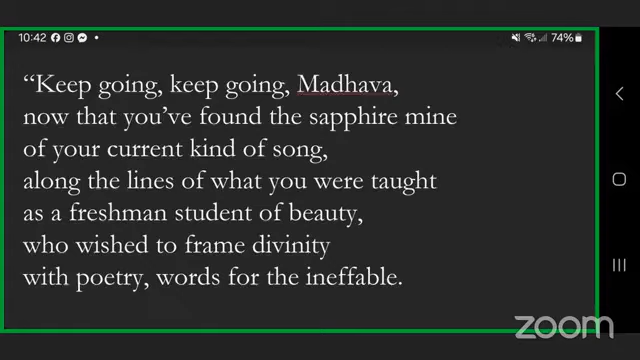 10:42
74%
“Keep going, keep going, Madhava,
now that you’ve found the sapphire mine
of your current kind of song,
along the lines of what you were taught
as a freshman student of beauty,
who wished to frame divinity
with poetry, words for the ineffable.
zoom